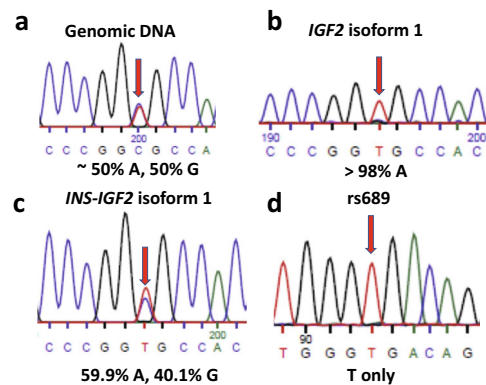 a
Genomic DNA
200
C C C G G C G C C A
~ 50% A, 50% G
b
IGF2 isoform 1
190 200
C C C G G T G C C A C
> 98% A
c
INS-IGF2 isoform 1
200
C C C G G T G C C A C
59.9% A, 40.1% G
d
rs689
90
T G G G T G A C A G
T only